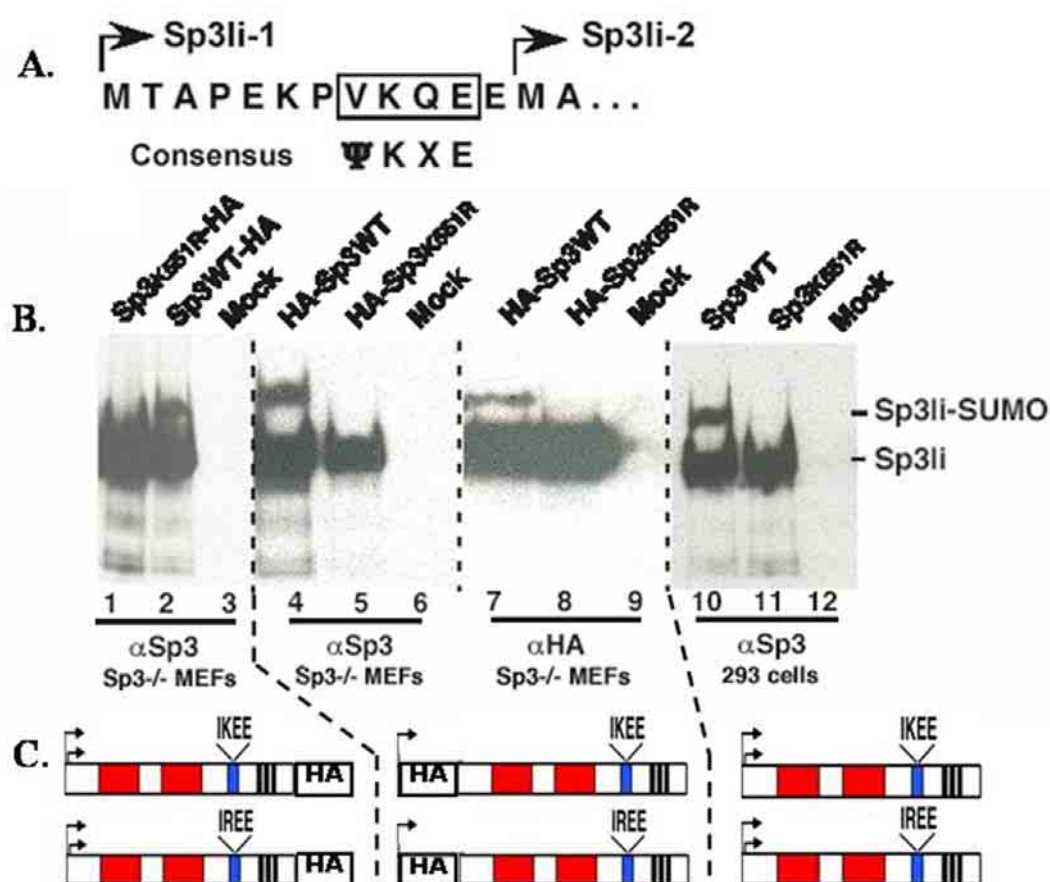 A.
Sp3li-1 Sp3li-2
M T A P E K P V K Q E E M A . . .
Consensus Ψ K X E
B.
Sp3K551R-HA Sp3WT-HA Mock HA-Sp3WT HA-Sp3K551R Mock HA-Sp3WT HA-Sp3K551R Mock Sp3WT Sp3K551R Mock
Sp3li-SUMO
Sp3li
1 2 3 4 5 6 7 8 9 10 11 12
αSp3 αSp3 αHA αSp3
Sp3-/- MEFs Sp3-/- MEFs Sp3-/- MEFs 293 cells
C.
IKEE IKEE IKEE
HA HA
IREE IREE IREE
HA HA